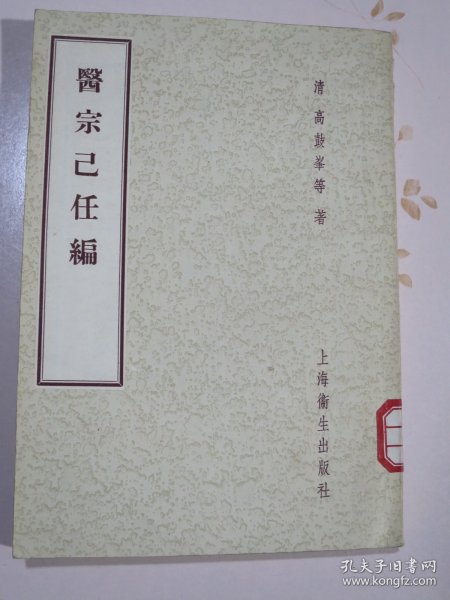 醫宗己任編
清 高鼓峯等 著
上海衞生出版社
孔夫子旧书网
www.kongfz.com